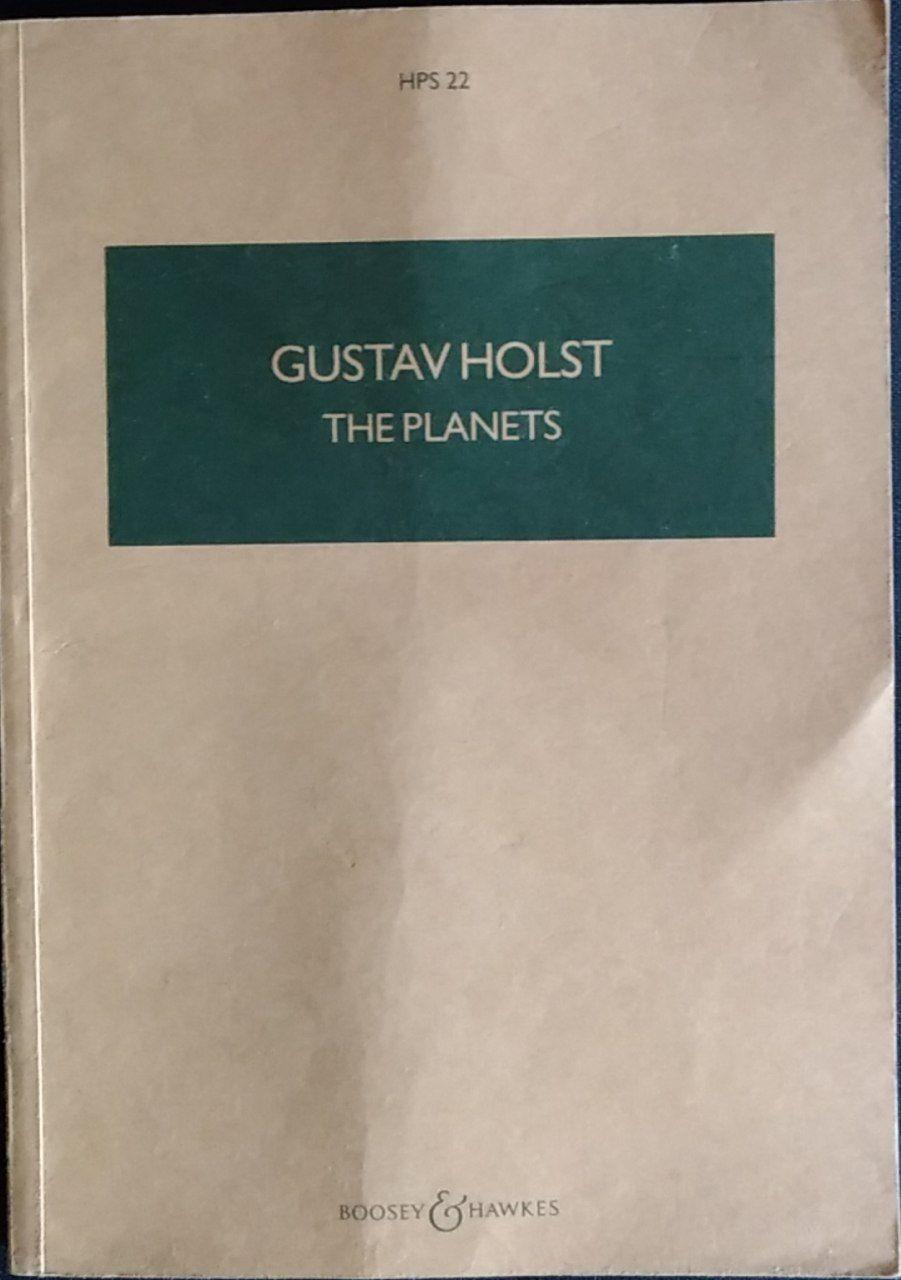 HPS 22
GUSTAV HOLST
THE PLANETS
BOOSEY & HAWKES